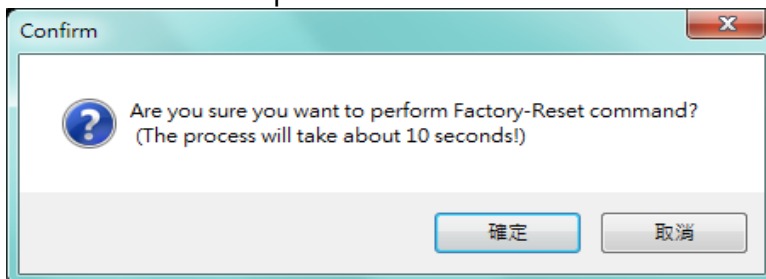 Confirm
Are you sure you want to perform Factory-Reset command?
(The process will take about 10 seconds!)
確定
取消